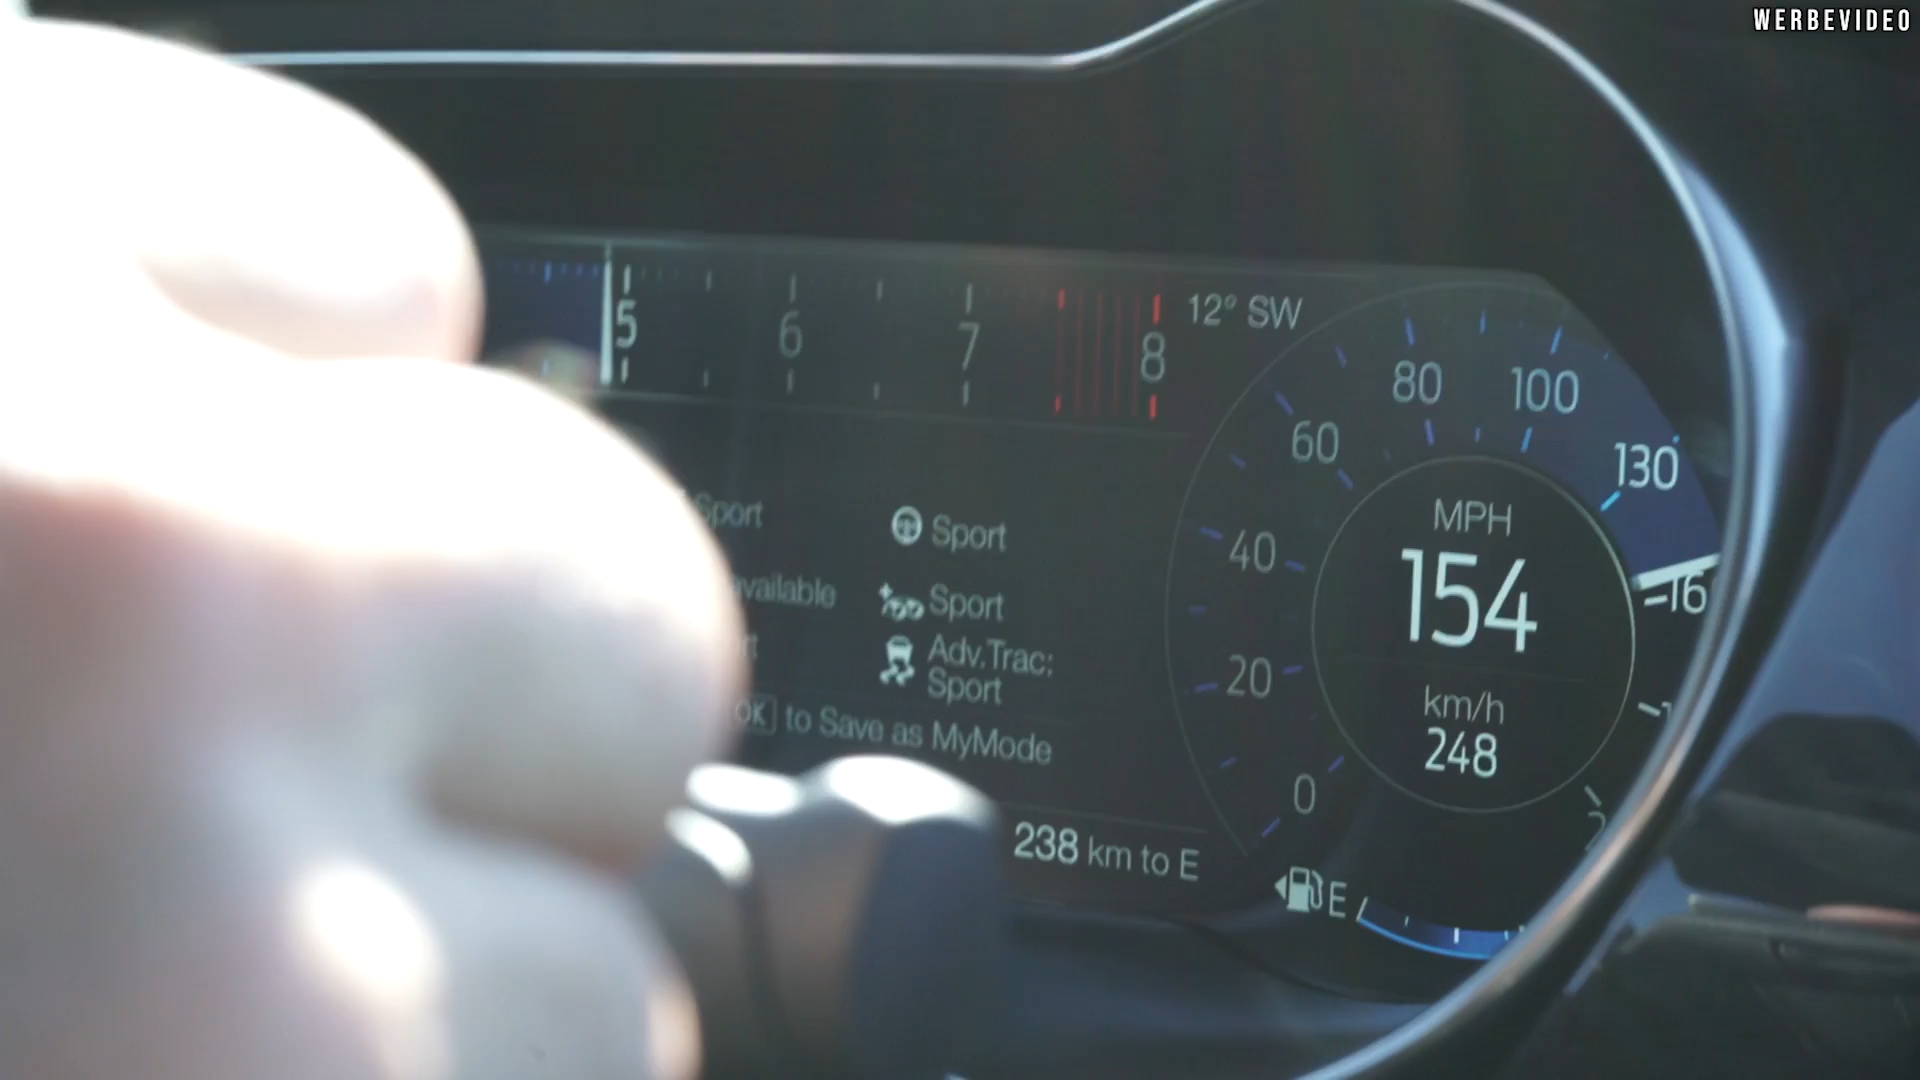 WERBEVIDEO
5 6 7 8
12° SW
80 100
60 130
MPH
154
40
20
0
km/h
248
Sport
Sport
Sport
Adv.Trac:
Sport
OK to Save as MyMode
238 km to E
E